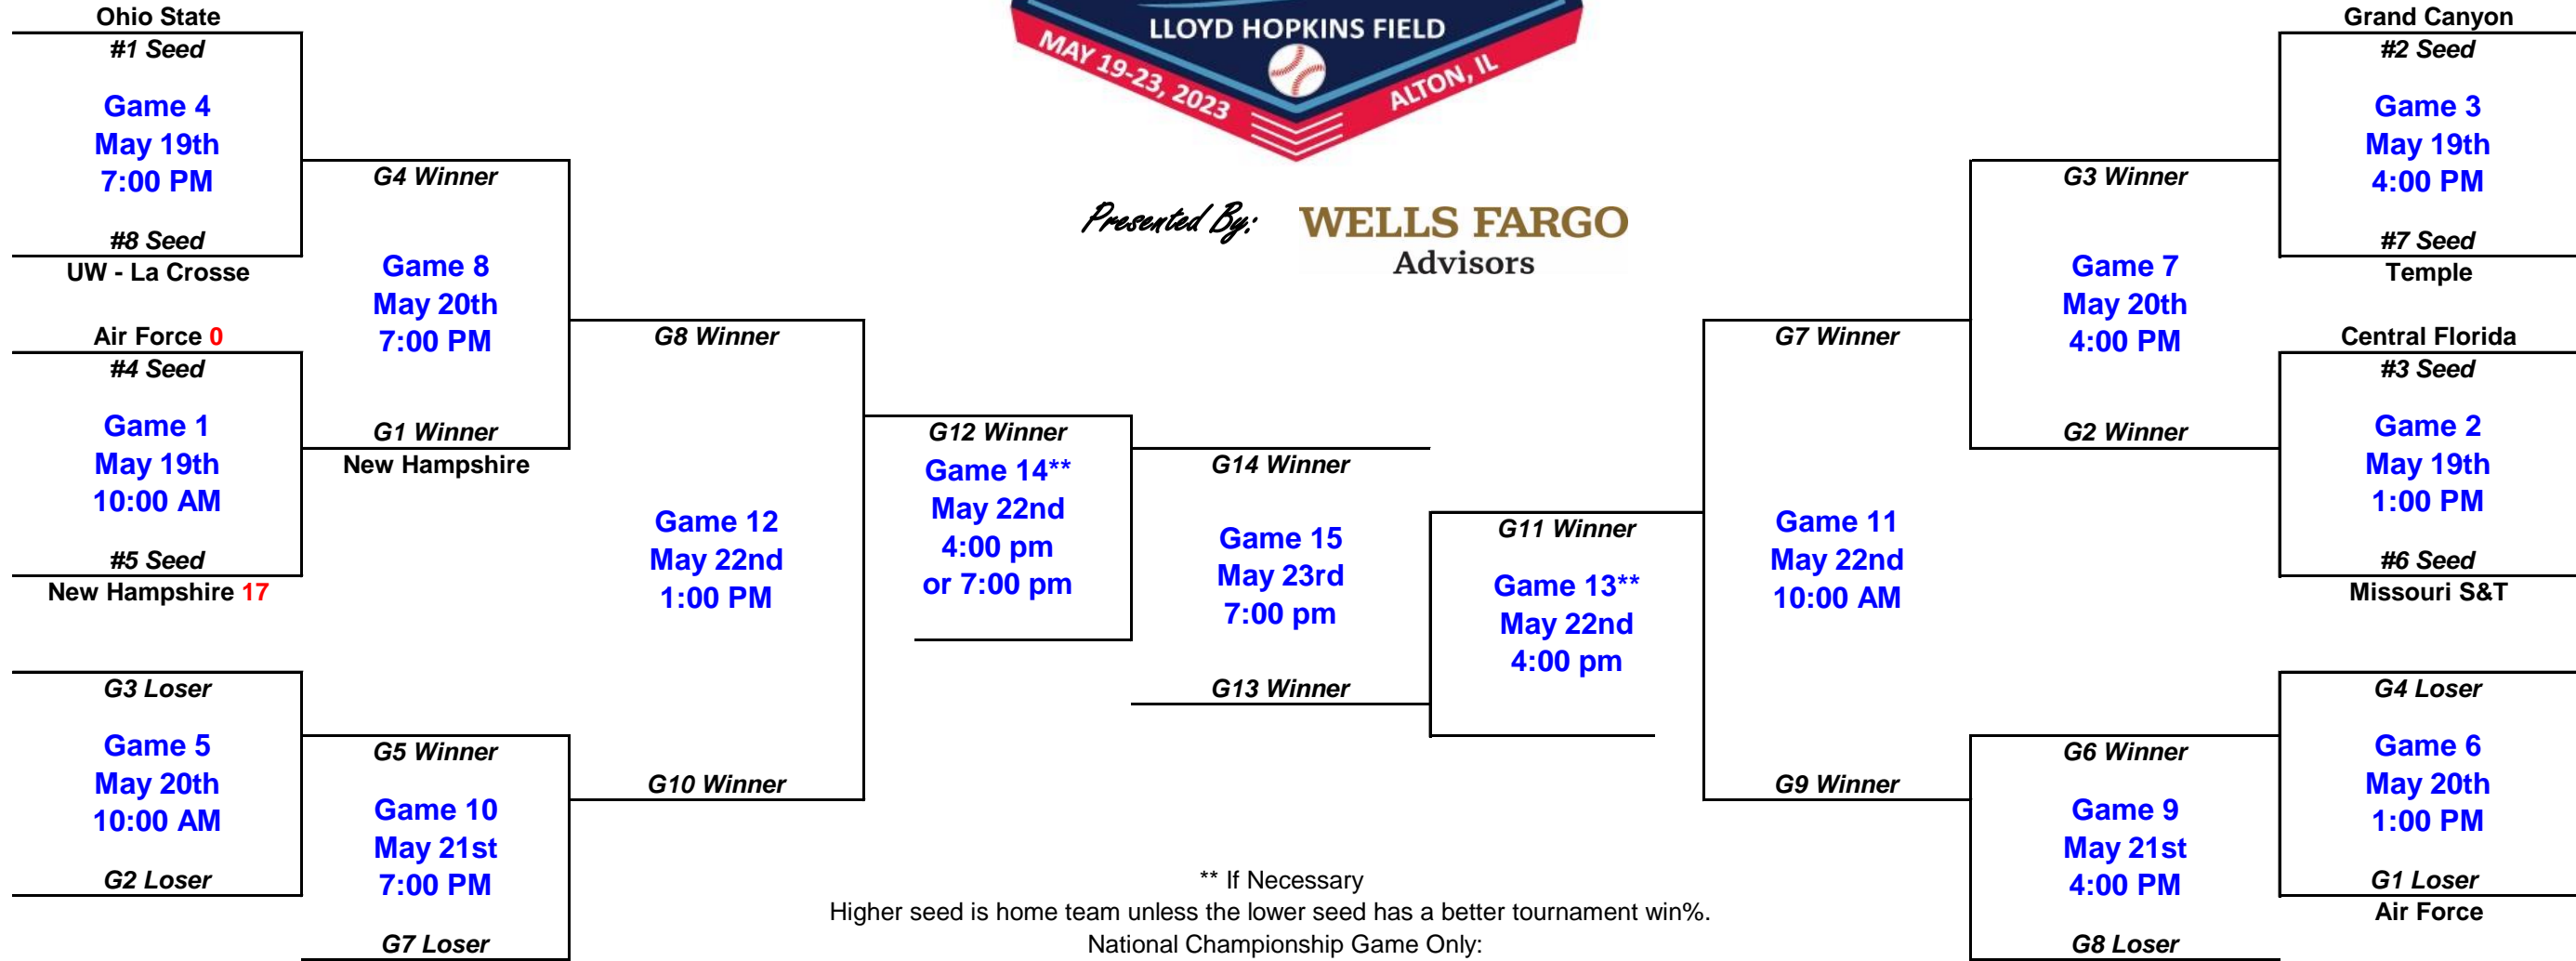 Ohio State
#1 Seed
Game 4
May 19th
7:00 PM
#8 Seed
UW - La Crosse
Air Force 0
#4 Seed
Game 1
May 19th
10:00 AM
#5 Seed
New Hampshire 17
G3 Loser
Game 5
May 20th
10:00 AM
G2 Loser
G4 Winner
Game 8
May 20th
7:00 PM
G1 Winner
New Hampshire
G5 Winner
Game 10
May 21st
7:00 PM
G7 Loser
G8 Winner
Game 12
May 22nd
1:00 PM
G10 Winner
G12 Winner
Game 14**
May 22nd
4:00 pm
or 7:00 pm
LLOYD HOPKINS FIELD
MAY 19-23, 2023
ALTON, IL
Presented By:
WELLS FARGO
Advisors
G14 Winner
Game 15
May 23rd
7:00 pm
G13 Winner
G11 Winner
Game 13**
May 22nd
4:00 pm
G7 Winner
Game 11
May 22nd
10:00 AM
G9 Winner
G3 Winner
Game 7
May 20th
4:00 PM
G2 Winner
G6 Winner
Game 9
May 21st
4:00 PM
G8 Loser
Grand Canyon
#2 Seed
Game 3
May 19th
4:00 PM
#7 Seed
Temple
Central Florida
#3 Seed
Game 2
May 19th
1:00 PM
#6 Seed
Missouri S&T
G4 Loser
Game 6
May 20th
1:00 PM
G1 Loser
Air Force
** If Necessary
Higher seed is home team unless the lower seed has a better tournament win%.
National Championship Game Only: